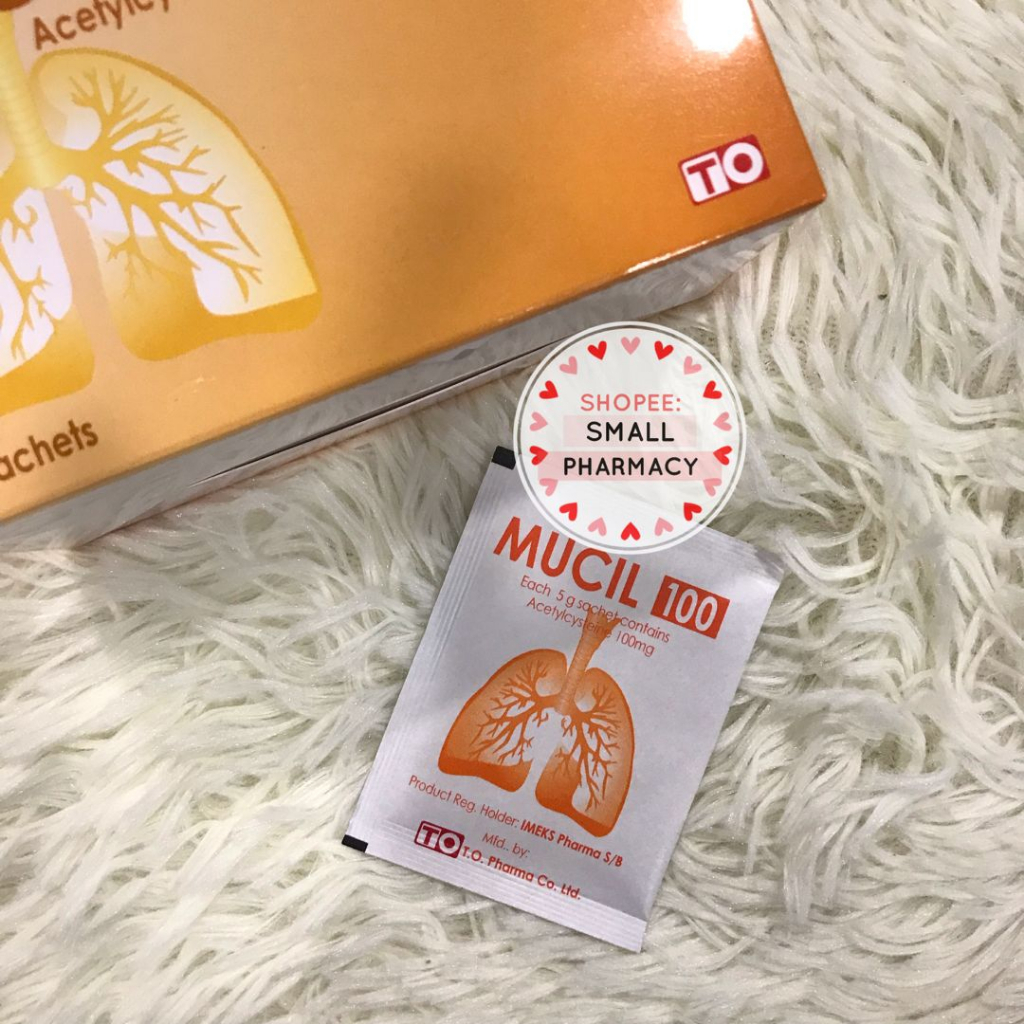 Acetylcy
TO
achets
SHOPEE:
SMALL
PHARMACY
MUCIL 100
Each 5 g sachet contains
Acetylcysteine 100mg
Product Reg. Holder: IMEKS Pharma S/B
Mfd.. by:
TO T.O. Pharma Co. Ltd.